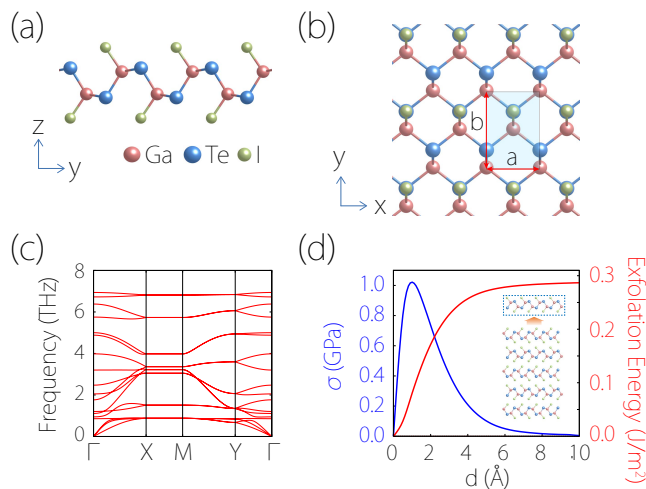 (a)
z
y
Ga Te I
(b)
b
a
y
x
(c)
Frequency (THz)
8
6
4
2
0
Γ X M Y Γ
(d)
σ (GPa)
1.0
0.8
0.6
0.4
0.2
0.0
0 2 4 6 8 10
d (Å)
0.3
0.2
0.1
0.0
Exfolation Energy (J/m²)